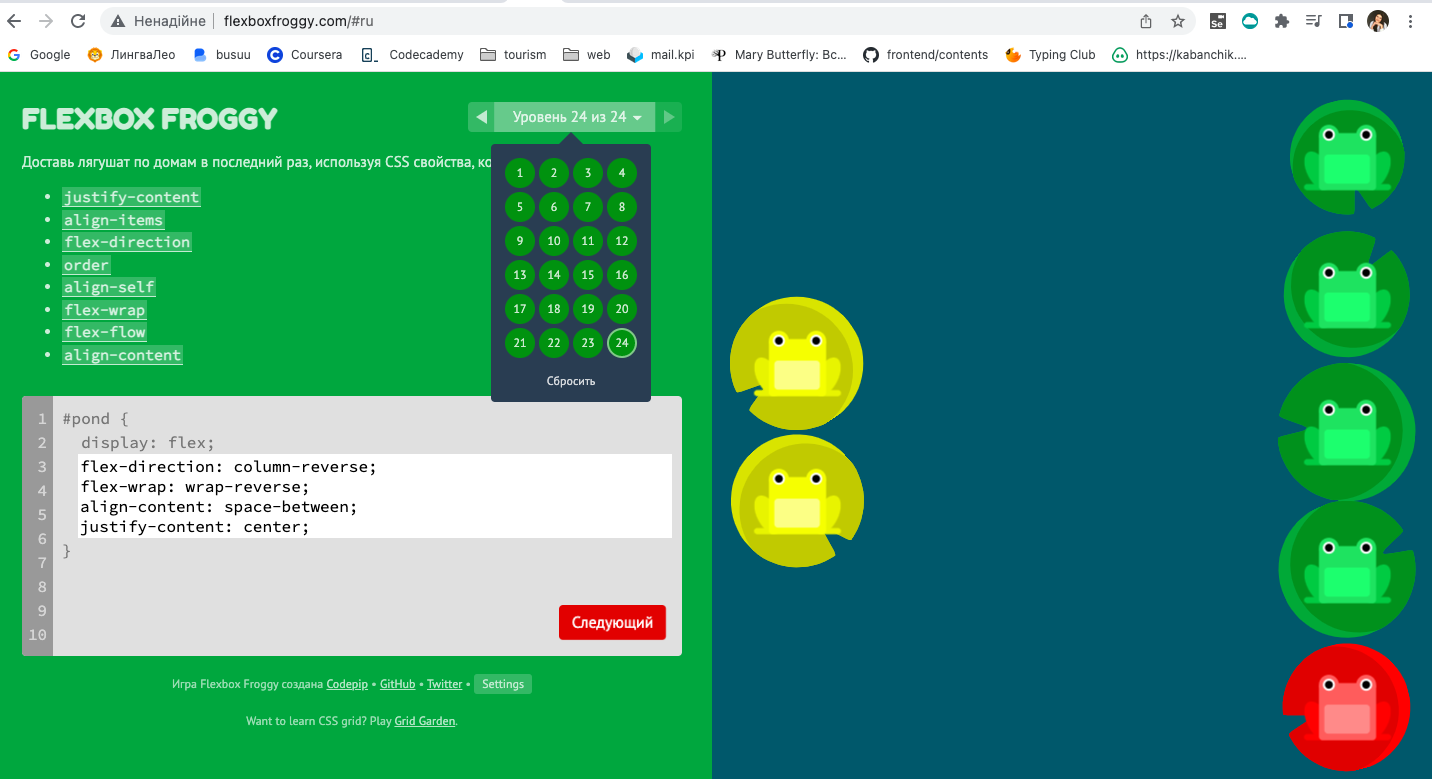 Ненадійне | flexboxfroggy.com/#ru
Se
Google ЛингваЛео busuu Coursera Codecademy tourism web mail.kpi Mary Butterfly: Вс... frontend/contents Typing Club https://kabanchik....
FLEXBOX FROGGY
Уровень 24 из 24
Доставь лягушат по домам в последний раз, используя CSS свойства, ко
justify-content
align-items
flex-direction
order
align-self
flex-wrap
flex-flow
align-content
1 2 3 4
5 6 7 8
9 10 11 12
13 14 15 16
17 18 19 20
21 22 23 24
Сбросить
1 #pond {
2 display: flex;
3 flex-direction: column-reverse;
4 flex-wrap: wrap-reverse;
5 align-content: space-between;
6 justify-content: center;
7 }
8
9
10
Следующий
Игра Flexbox Froggy создана Codepip • GitHub • Twitter • Settings
Want to learn CSS grid? Play Grid Garden.